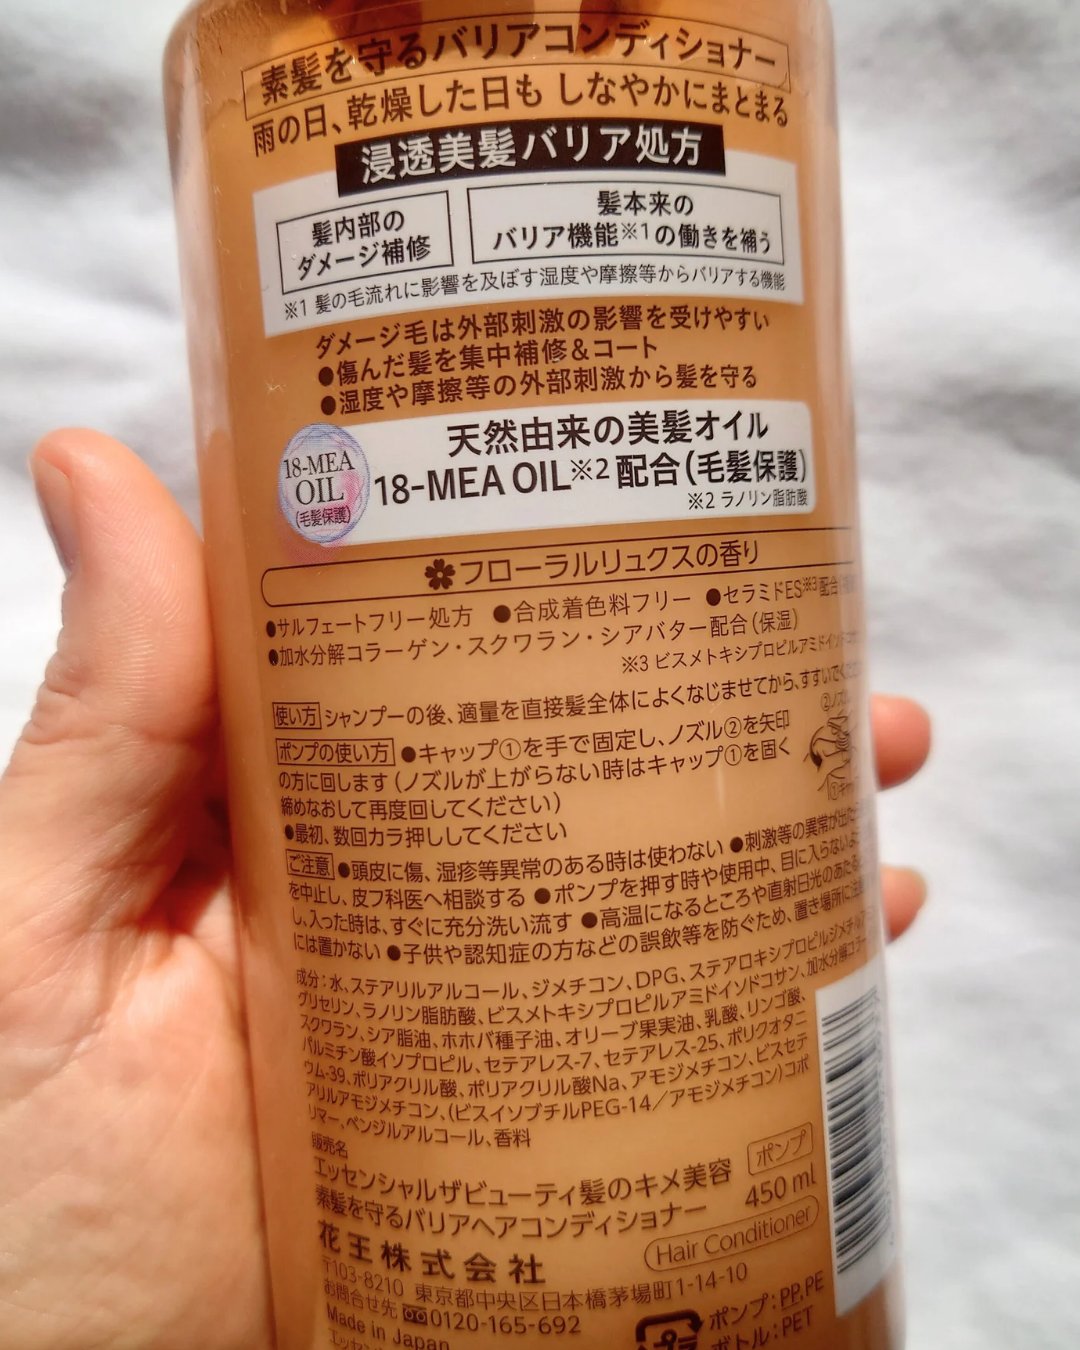 素髪を守るバリアコンディショナー
雨の日、乾燥した日も しなやかにまとまる
浸透美髪バリア処方
髪内部の
ダメージ補修
髪本来の
バリア機能※1の働きを補う
※1 髪の毛流れに影響を及ぼす湿度や摩擦等からバリアする機能
ダメージ毛は外部刺激の影響を受けやすい
●傷んだ髪を集中補修&コート
●湿度や摩擦等の外部刺激から髪を守る
18-MEA
OIL
(毛髪保護)
天然由来の美髪オイル
18-MEA OIL※2 配合(毛髪保護)
※2 ラノリン脂肪酸
フローラルリュクスの香り
●サルフェートフリー処方 ●合成着色料フリー ●セラミドES※3配合
●加水分解コラーゲン・スクワラン・シアバター配合(保湿)
※3 ビスメトキシプロピルアミドイソドコサン
使い方 シャンプーの後、適量を直接髪全体によくなじませてから、すすいでください
ポンプの使い方 ●キャップ①を手で固定し、ノズル②を矢印
の方に回します(ノズルが上がらない時はキャップ①を固く
締めなおして再度回してください)
●最初、数回カラ押ししてください
②ノズル
①キャ
ご注意 ●頭皮に傷、湿疹等異常のある時は使わない ●刺激等の異常が出たら
を中止し、皮フ科医へ相談する ●ポンプを押す時や使用中、目に入らないよ
し、入った時は、すぐに充分洗い流す ●高温になるところや直射日光のあたる
には置かない ●子供や認知症の方などの誤飲等を防ぐため、置き場所に注意
成分:水、ステアリルアルコール、ジメチコン、DPG、ステアロキシプロピルジメチルア
グリセリン、ラノリン脂肪酸、ビスメトキシプロピルアミドイソドコサン、加水分解コラー
スクワラン、シア脂油、ホホバ種子油、オリーブ果実油、乳酸、リンゴ酸、
パルミチン酸イソプロピル、セテアレス-7、セテアレス-25、ポリクオタニ
ウム-39、ポリアクリル酸、ポリアクリル酸Na、アモジメチコン、ビスセテ
アリルアモジメチコン、(ビスイソブチルPEG-14/アモジメチコン)コポ
リマー、ベンジルアルコール、香料
販売名
エッセンシャルザビューティ髪のキメ美容
素髪を守るバリアヘアコンディショナー
ポンプ
450 ml
花王株式会社
Hair Conditioner
〒103-8210 東京都中央区日本橋茅場町1-14-10
お問合せ先 0120-165-692
Made in Japan
プラ
ポンプ:PP,PE
ボトル:PET